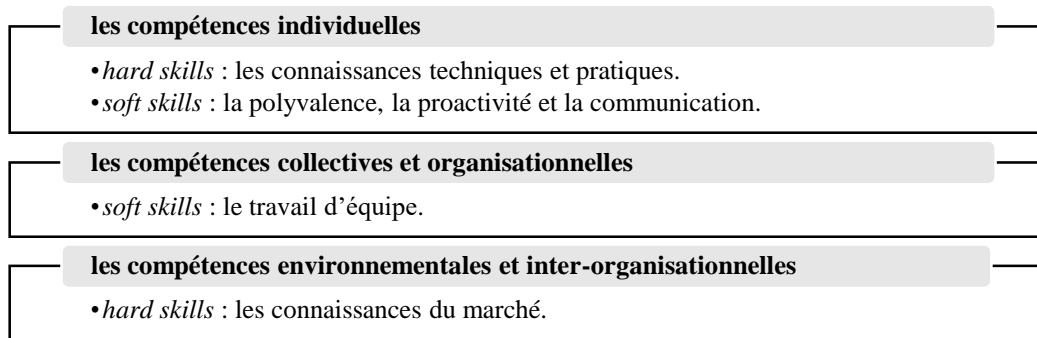 les compétences individuelles
•hard skills : les connaissances techniques et pratiques.
•soft skills : la polyvalence, la proactivité et la communication.
les compétences collectives et organisationnelles
•soft skills : le travail d’équipe.
les compétences environnementales et inter-organisationnelles
•hard skills : les connaissances du marché.